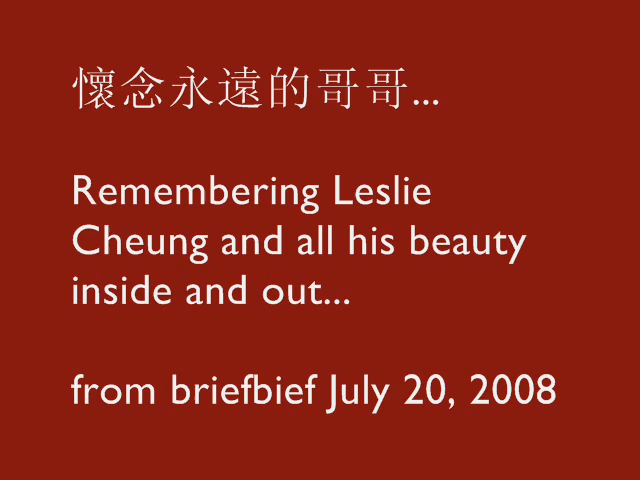 懷念永遠的哥哥...
Remembering Leslie
Cheung and all his beauty
inside and out...
from briefbief July 20, 2008